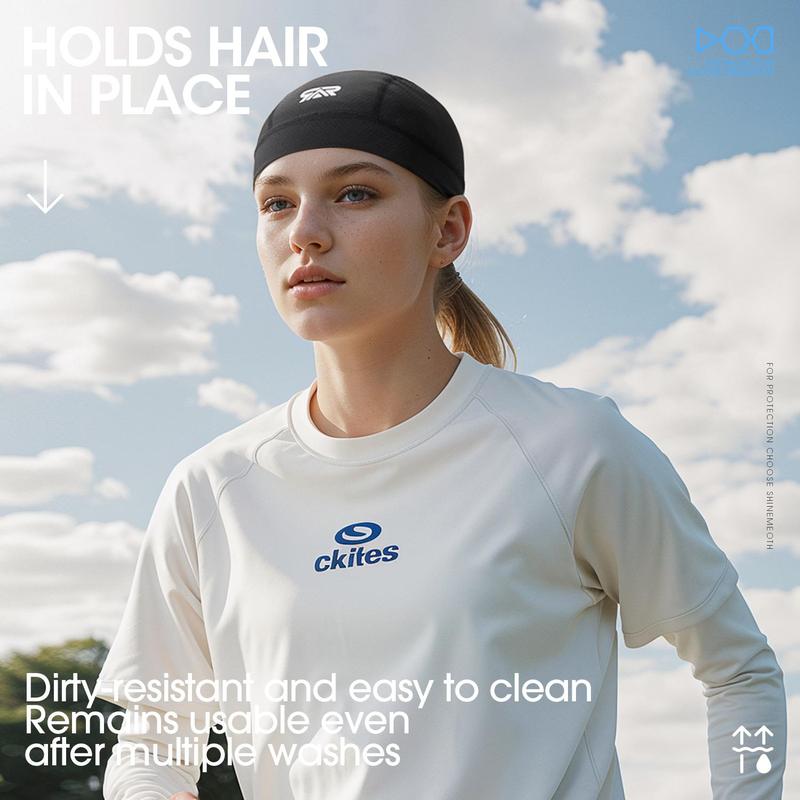 HOLDS HAIR
IN PLACE
ckites
FOR PROTECTION CHOOSE SHINEMEOTH
Dirty-resistant and easy to clean
Remains usable even
after multiple washes